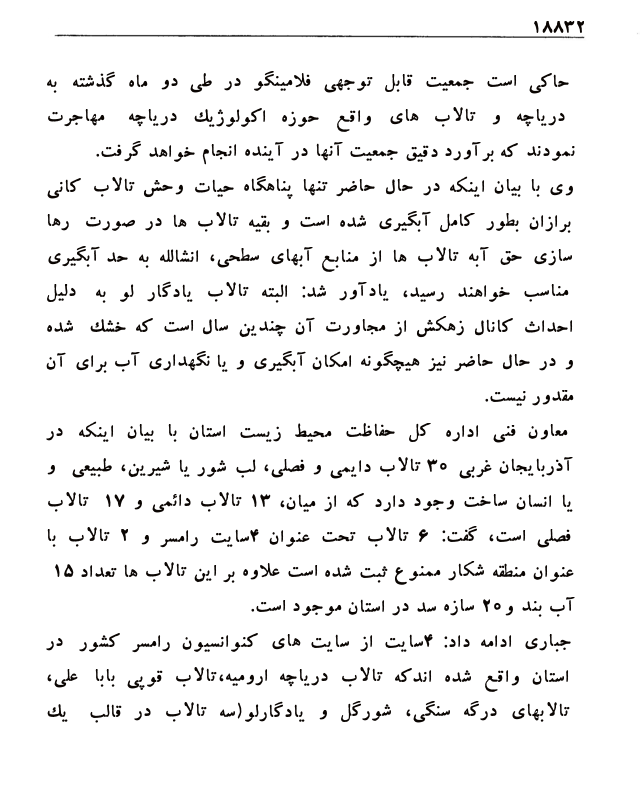 ۱۸۸۳۲
حاکی است جمعیت قابل توجهی فلامینگو در طی دو ماه گذشته به
دریاچه و تالاب های واقع حوزه اکولوژیك دریاچه مهاجرت
نمودند که برآورد دقیق جمعیت آنها در آینده انجام خواهد گرفت.
وی با بیان اینکه در حال حاضر تنها پناهگاه حیات وحش تالاب کانی
برازان بطور کامل آبگیری شده است و بقیه تالاب ها در صورت رها
سازی حق آبه تالاب ها از منابع آبهای سطحی، انشالله به حد آبگیری
مناسب خواهند رسید، یادآور شد: البته تالاب یادگار لو به دلیل
احداث کانال زهکش از مجاورت آن چندین سال است که خشك شده
و در حال حاضر نیز هیچگونه امکان آبگیری و یا نگهداری آب برای آن
مقدور نیست.
معاون فنی اداره کل حفاظت محیط زیست استان با بیان اینکه در
آذربایجان غربی ۳۰ تالاب دایمی و فصلی، لب شور یا شیرین، طبیعی و
یا انسان ساخت وجود دارد که از میان، ۱۳ تالاب دائمی و ۱۷ تالاب
فصلی است، گفت: ۶ تالاب تحت عنوان ۴سایت رامسر و ۲ تالاب با
عنوان منطقه شکار ممنوع ثبت شده است علاوه بر این تالاب ها تعداد ۱۵
آب بند و۲۰ سازه سد در استان موجود است.
جباری ادامه داد: ۴سایت از سایت های کنوانسیون رامسر کشور در
استان واقع شده اندکه تالاب دریاچه ارومیه،تالاب قوپی بابا علی،
تالابهای درگه سنگی، شورگل و یادگارلو(سه تالاب در قالب یك